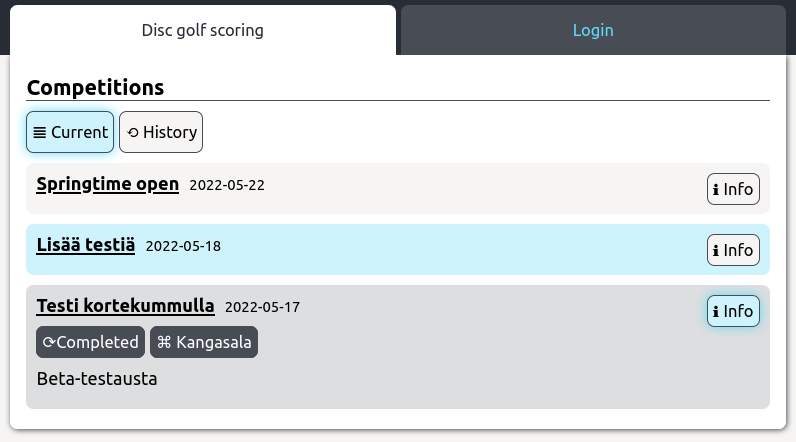 Disc golf scoring Login
Competitions
≣ Current ⟲ History
Springtime open 2022-05-22 ℹ Info
Lisää testiä 2022-05-18 ℹ Info
Testi kortekummulla 2022-05-17 ℹ Info
⟳Completed ⌘ Kangasala
Beta-testausta